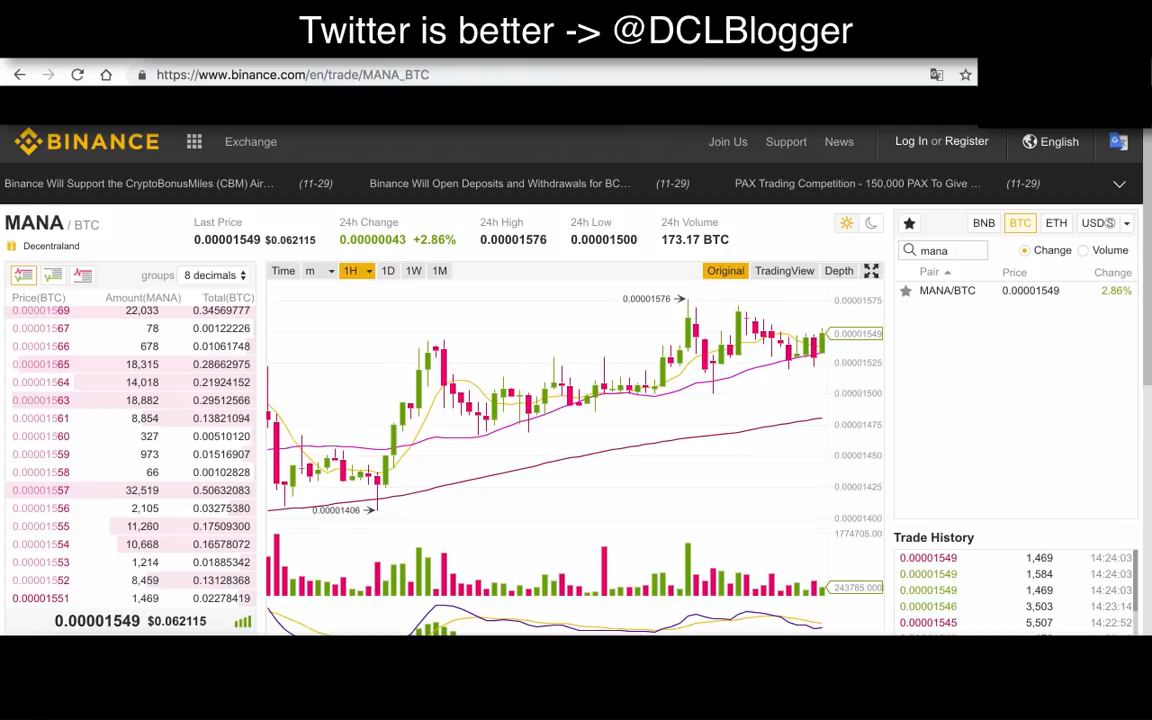 Twitter is better -> @DCLBlogger
https://www.binance.com/en/trade/MANA_BTC
BINANCE Exchange Join Us Support News Log In or Register English
Binance Will Support the CryptoBonusMiles (CBM) Air... (11-29) Binance Will Open Deposits and Withdrawals for BC... (11-29) PAX Trading Competition - 150,000 PAX To Give ... (11-29)
MANA / BTC
Decentraland
Last Price 24h Change 24h High 24h Low 24h Volume
0.00001549 $0.062115 0.00000043 +2.86% 0.00001576 0.00001500 173.17 BTC
groups 8 decimals
Price(BTC) Amount(MANA) Total(BTC)
0.00001569 22,033 0.34569777
0.00001567 78 0.00122226
0.00001566 678 0.01061748
0.00001565 18,315 0.28662975
0.00001564 14,018 0.21924152
0.00001563 18,882 0.29512566
0.00001561 8,854 0.13821094
0.00001560 327 0.00510120
0.00001559 973 0.01516907
0.00001558 66 0.00102828
0.00001557 32,519 0.50632083
0.00001556 2,105 0.03275380
0.00001555 11,260 0.17509300
0.00001554 10,668 0.16578072
0.00001553 1,214 0.01885342
0.00001552 8,459 0.13128368
0.00001551 1,469 0.02278419
0.00001549 $0.062115
Time m 1H 1D 1W 1M Original TradingView Depth
0.00001576
0.00001406
0.00001575
0.00001549
0.00001525
0.00001500
0.00001475
0.00001450
0.00001425
0.00001400
1774705.00
243785.000
BNB BTC ETH USDⓈ
mana Change Volume
Pair Price Change
MANA/BTC 0.00001549 2.86%
Trade History
0.00001549 1,469 14:24:03
0.00001549 1,584 14:24:03
0.00001549 1,469 14:24:03
0.00001546 3,503 14:23:14
0.00001545 5,507 14:22:52